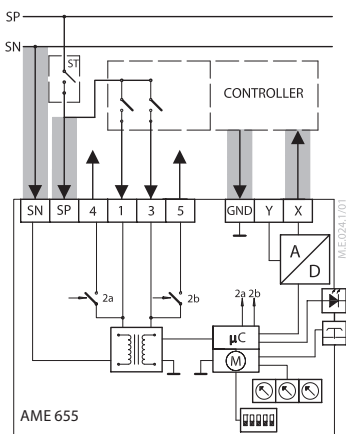 SP
SN
ST
CONTROLLER
SN SP 4 1 3 5 GND Y X
M.E.024.1/01
A
D
2a 2b
2a 2b
µC
M
AME 655